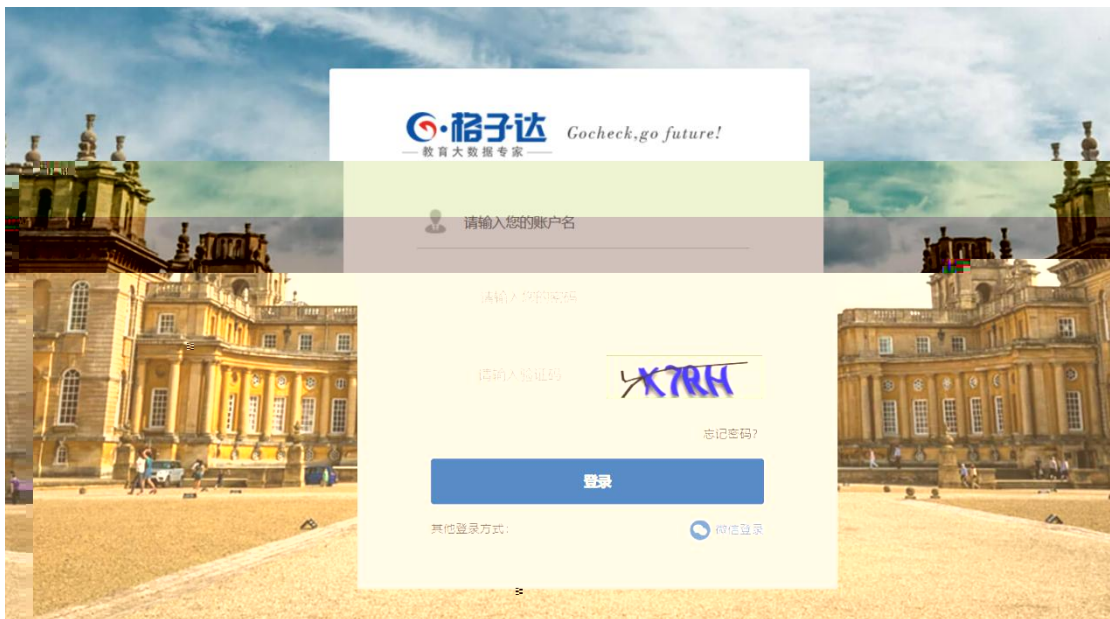 格子达
教育大数据专家
Gocheck,go future!
请输入您的账户名
请输入您的密码
请输入验证码
X7RH
忘记密码?
登录
其他登录方式:
微信登录